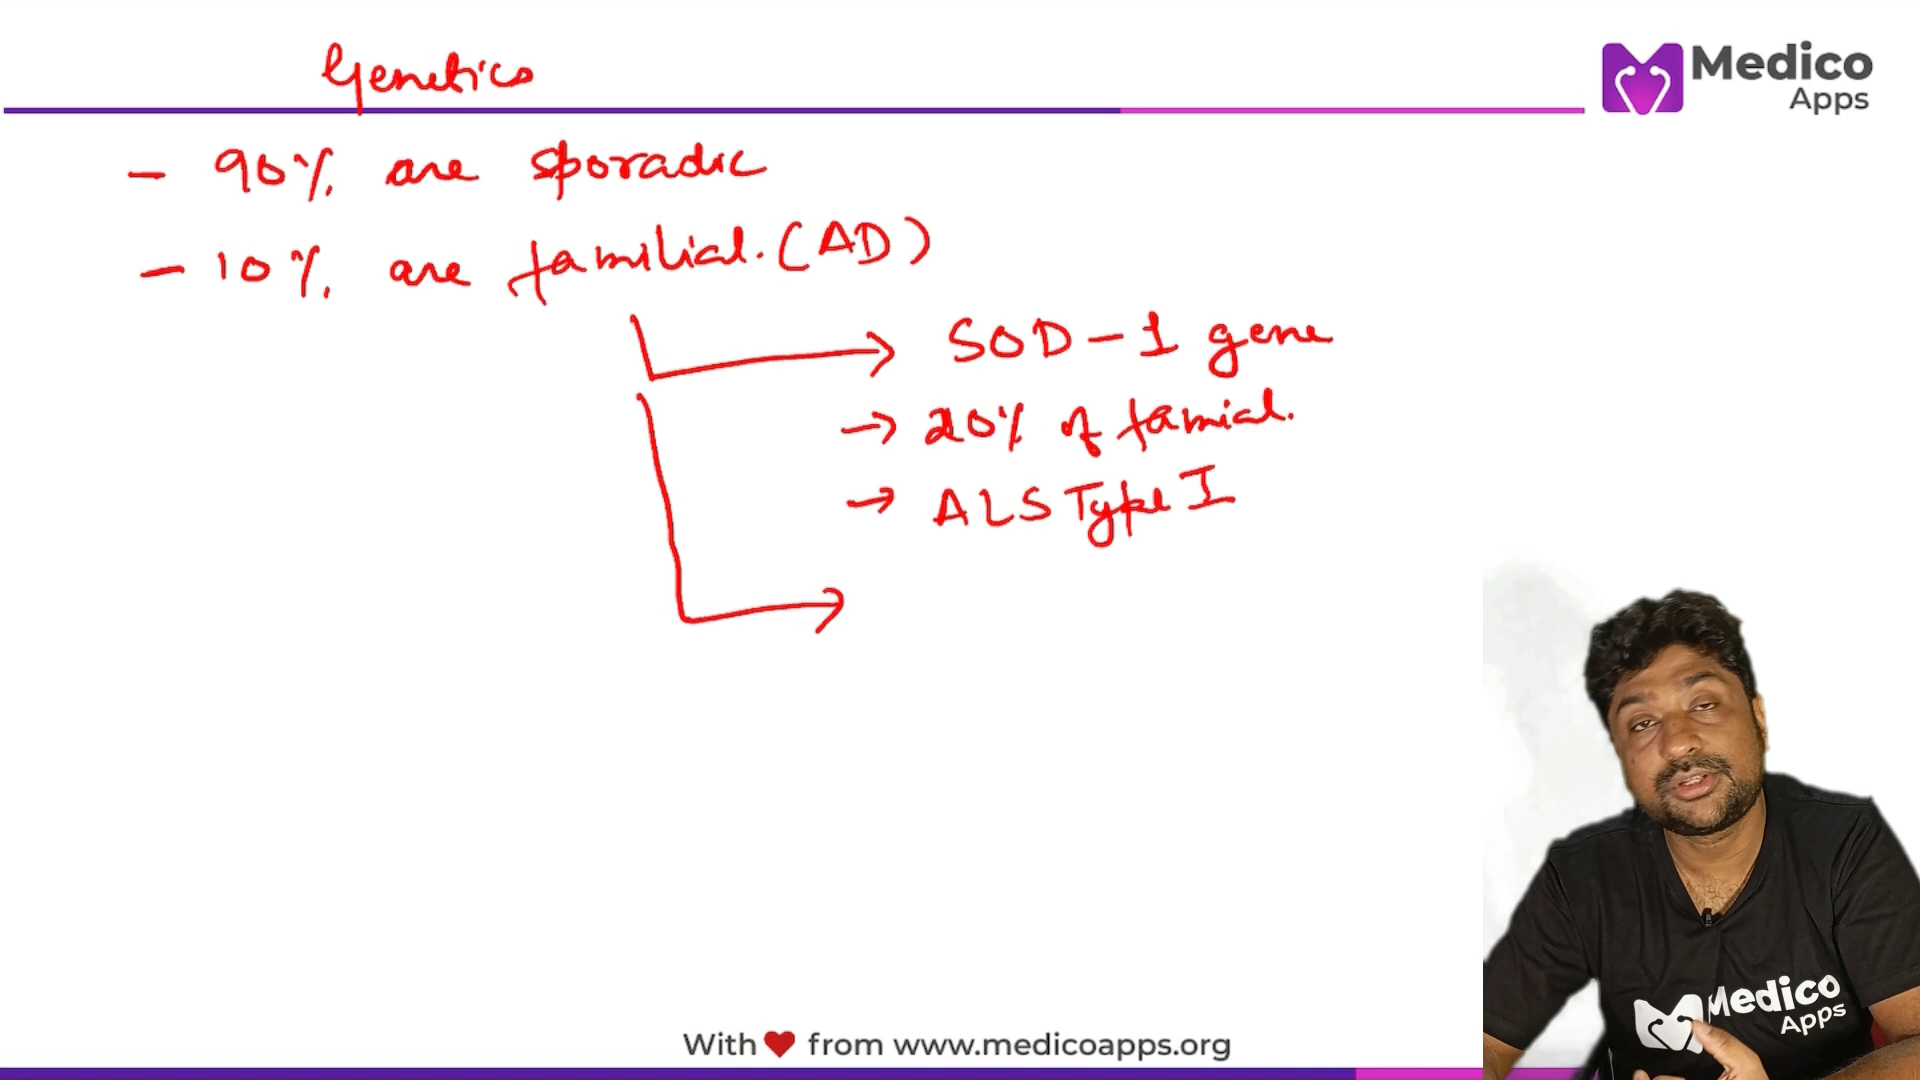 Genetics
Medico
Apps
- 90% are sporadic
- 10% are familial. (AD)
SOD-1 gene
→ 20% of famial.
→ ALS Type I
Medico
Apps
With ❤ from www.medicoapps.org